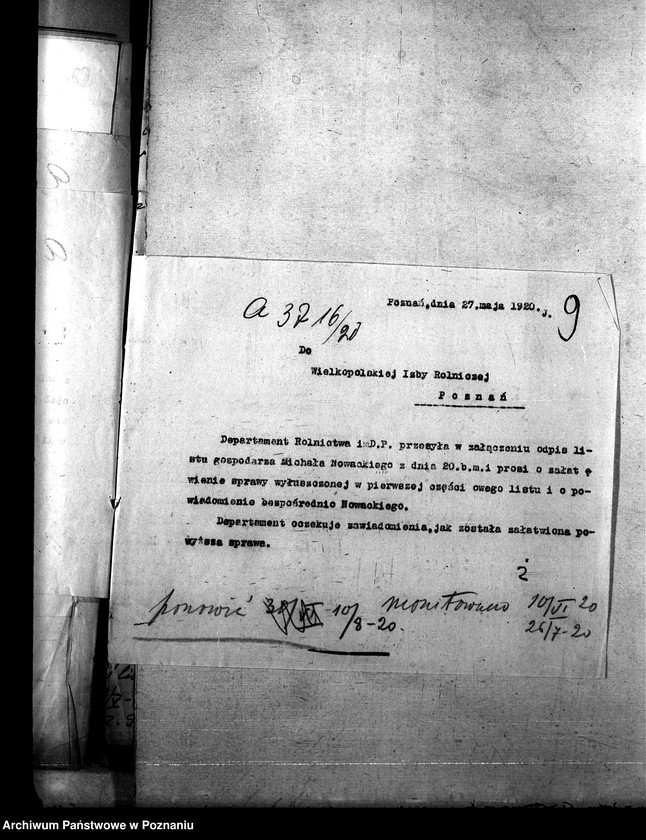 Poznań,dnia 27.maja 1920.
9
A 3716/20
Do
Wielkopolskiej Izby Rolniczej
Poznań
Departament Rolnictwa i D.P. przesyła w załączeniu odpis li-
stu gospodarza Michała Nowackiego z dnia 20.b.m.i prosi o załat
wienie sprawy wyłuszczonej w pierwszej części owego listu i o po-
wiadomienie bezpośrednio Nowackiego.
Departament oczekuje zawiadomienia,jak została załatwiona po-
wyższa sprawa.
ponowić 10/8-20. monitowano 10/VI 20
26/7-20
Archiwum Państwowe w Poznaniu